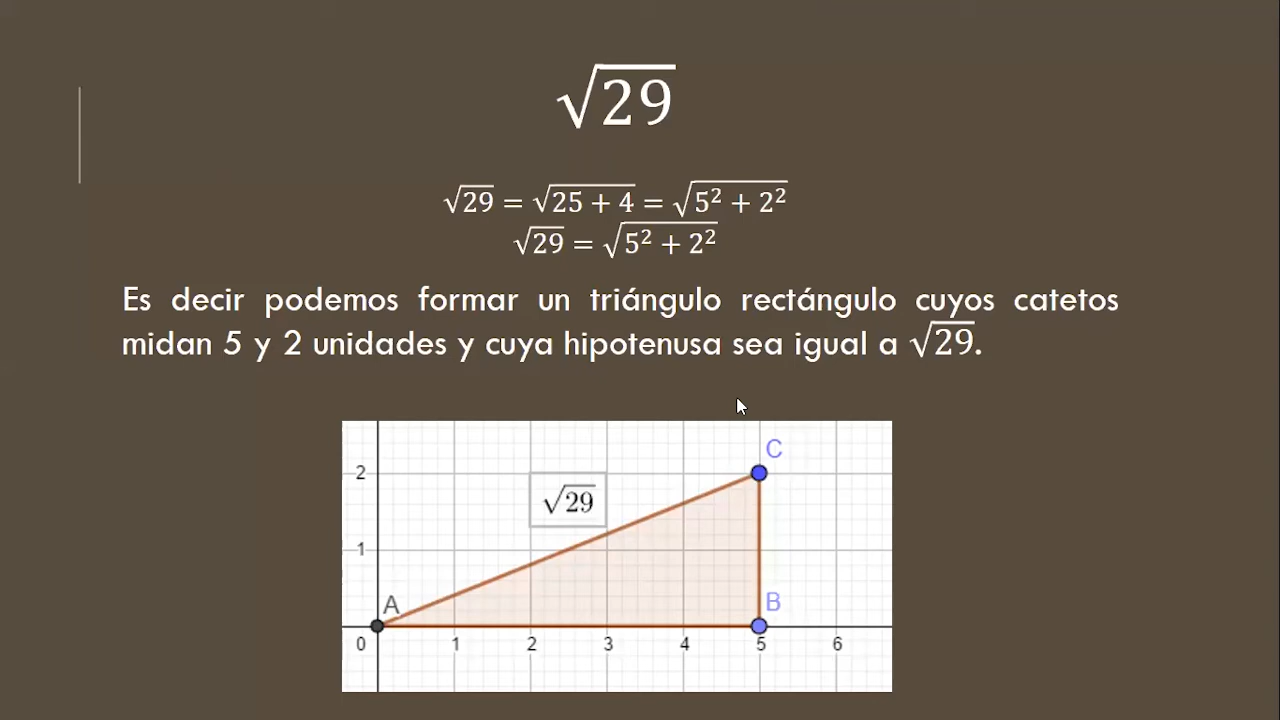 √29
√29 = √25 + 4 = √5² + 2²
√29 = √5² + 2²
Es decir podemos formar un triángulo rectángulo cuyos catetos
midan 5 y 2 unidades y cuya hipotenusa sea igual a √29.
C
2
√29
1
A
B
0 1 2 3 4 5 6